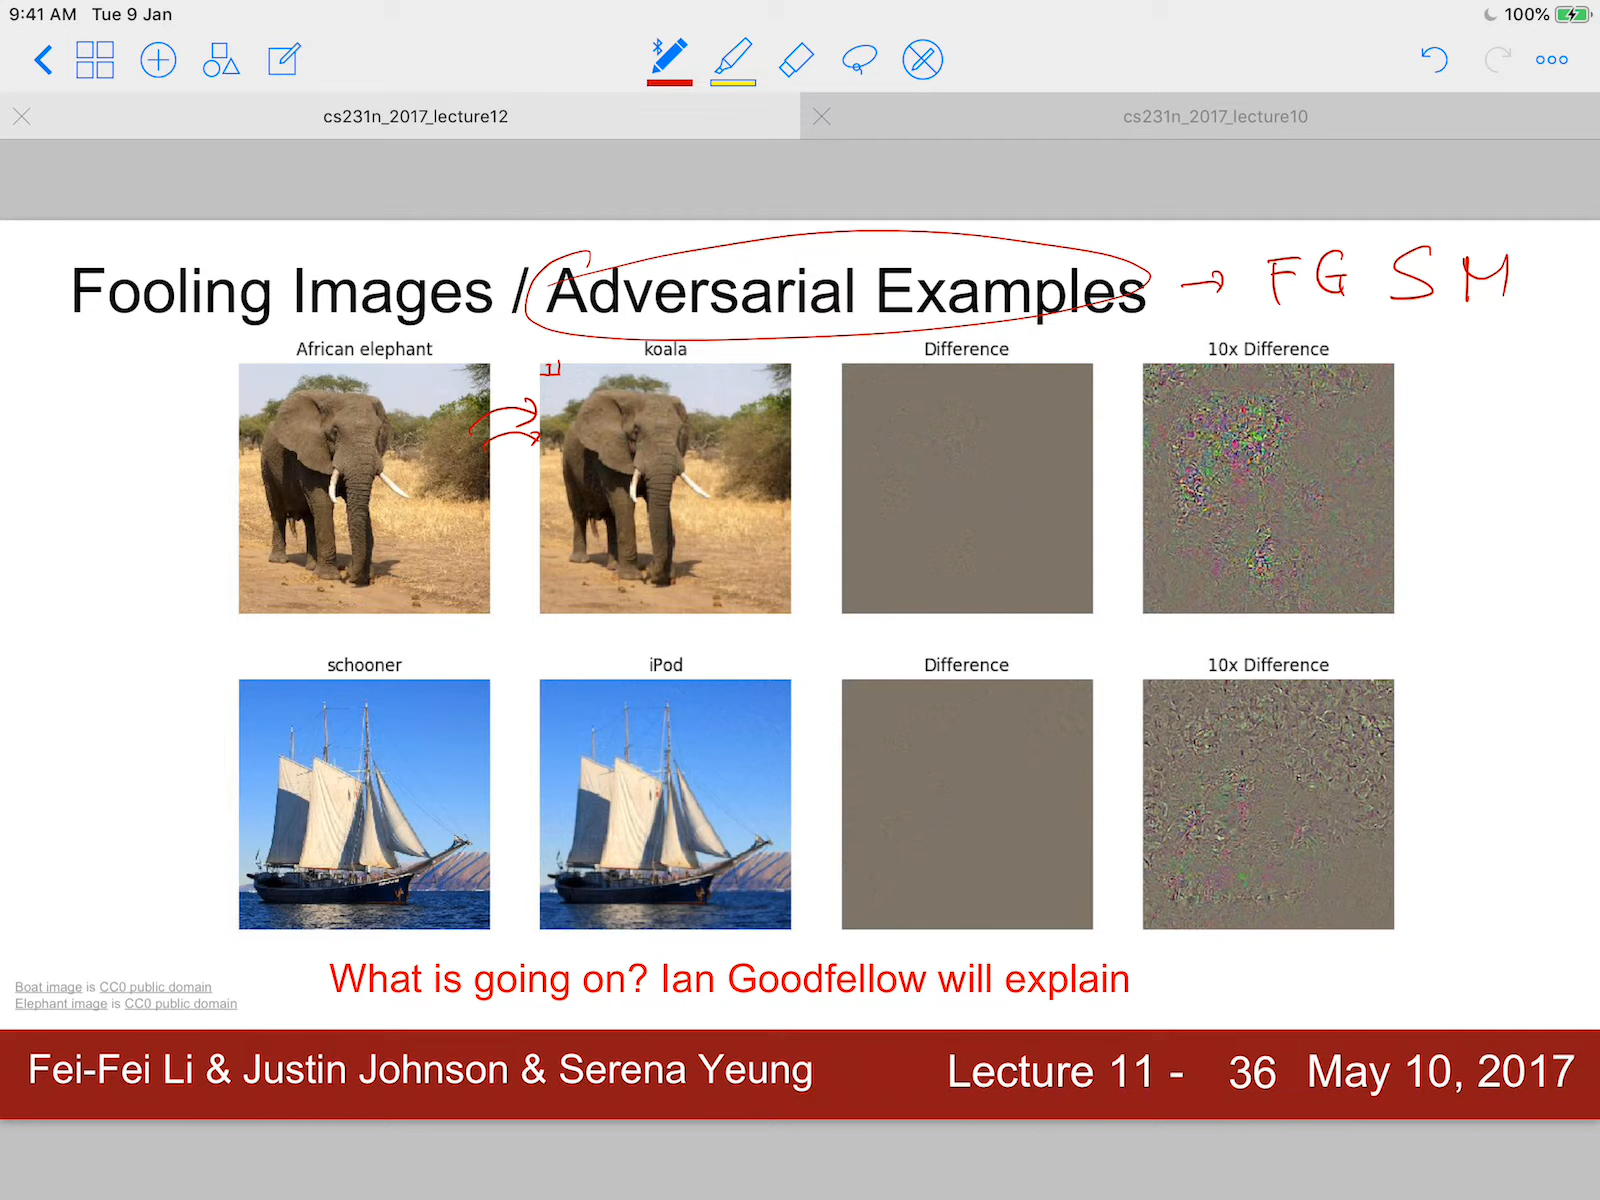 9:41 AM Tue 9 Jan 100%
cs231n_2017_lecture12 cs231n_2017_lecture10
Fooling Images / Adversarial Examples → FGSM
African elephant koala Difference 10x Difference
schooner iPod Difference 10x Difference
What is going on? Ian Goodfellow will explain
Boat image is CC0 public domain
Elephant image is CC0 public domain
Fei-Fei Li & Justin Johnson & Serena Yeung Lecture 11 - 36 May 10, 2017